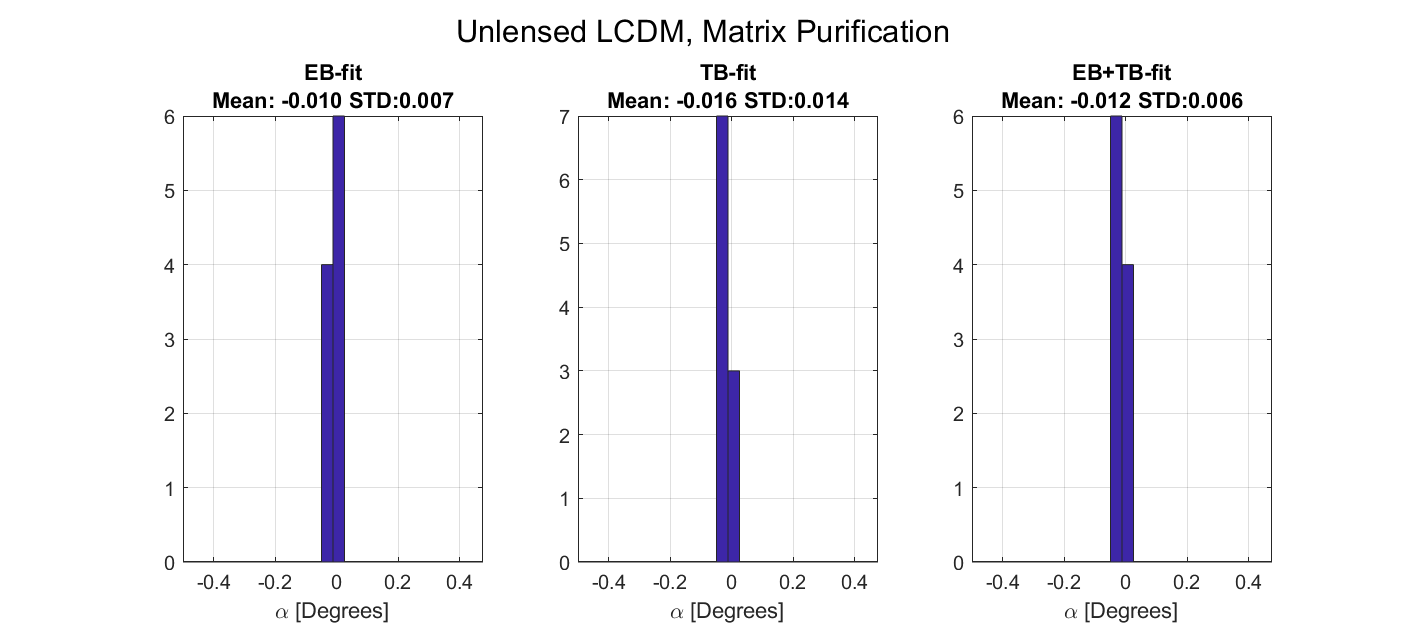 Unlensed LCDM, Matrix Purification
EB-fit
Mean: -0.010 STD:0.007
6
5
4
3
2
1
0
-0.4 -0.2 0 0.2 0.4
α [Degrees]
TB-fit
Mean: -0.016 STD:0.014
7
6
5
4
3
2
1
0
-0.4 -0.2 0 0.2 0.4
α [Degrees]
EB+TB-fit
Mean: -0.012 STD:0.006
6
5
4
3
2
1
0
-0.4 -0.2 0 0.2 0.4
α [Degrees]